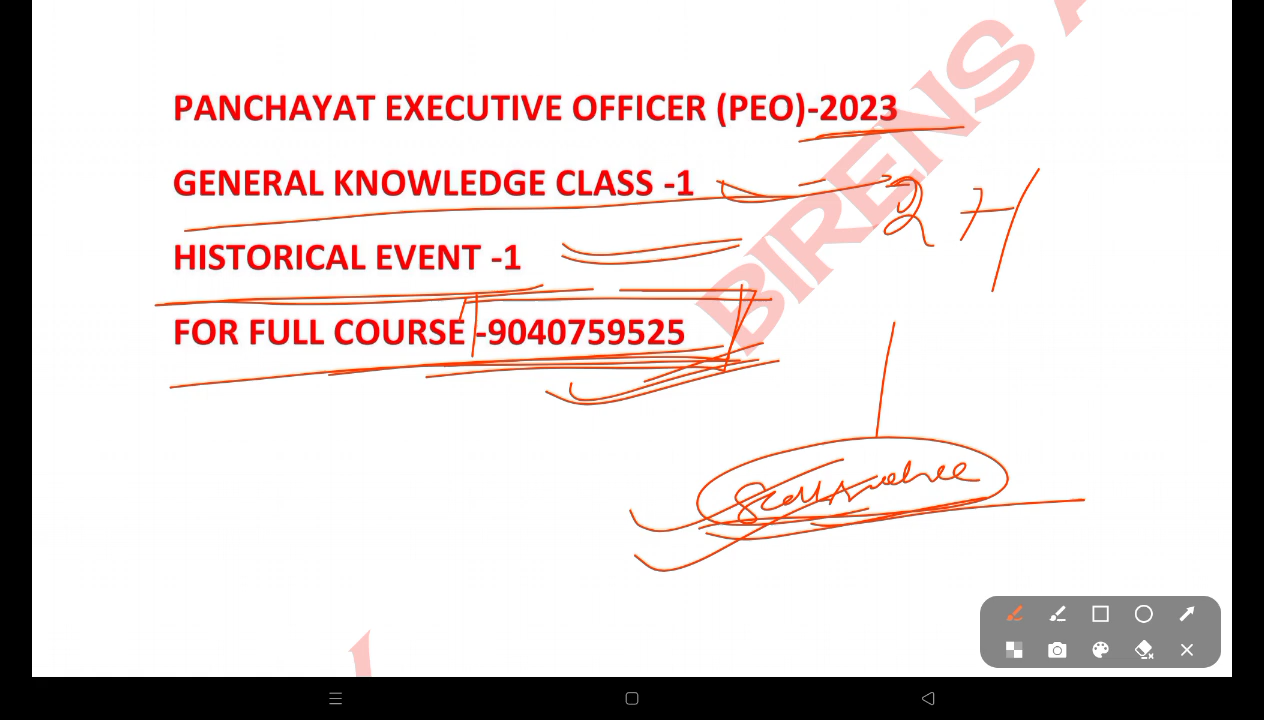 PANCHAYAT EXECUTIVE OFFICER (PEO)-2023
GENERAL KNOWLEDGE CLASS -1
HISTORICAL EVENT -1
FOR FULL COURSE -9040759525
BIRENS